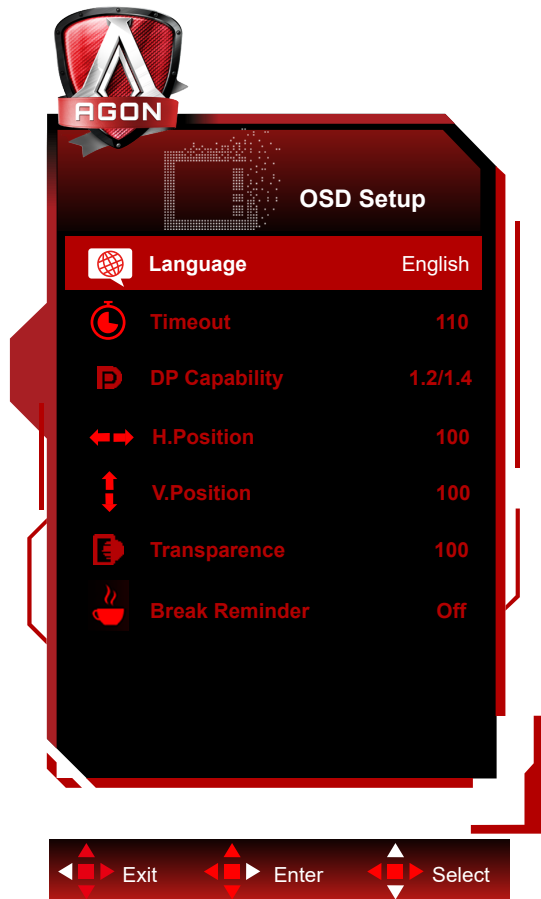 AGON
OSD Setup
Language English
Timeout 110
DP Capability 1.2/1.4
H.Position 100
V.Position 100
Transparence 100
Break Reminder Off
Exit Enter Select